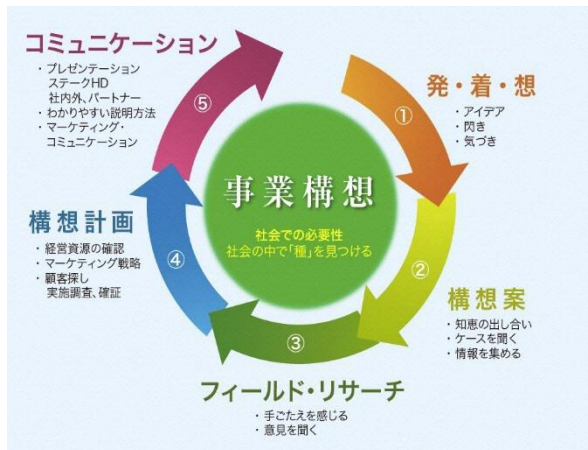 事業構想
社会での必要性
社会の中で「種」を見つける
①
発・着・想
・アイデア
・閃き
・気づき
②
構想案
・知恵の出し合い
・ケースを聞く
・情報を集める
③
フィールド・リサーチ
・手ごたえを感じる
・意見を聞く
④
構想計画
・経営資源の確認
・マーケティング戦略
・顧客探し
実施調査、確証
⑤
コミュニケーション
・プレゼンテーション
ステークHD
社内外、パートナー
・わかりやすい説明方法
・マーケティング・
コミュニケーション